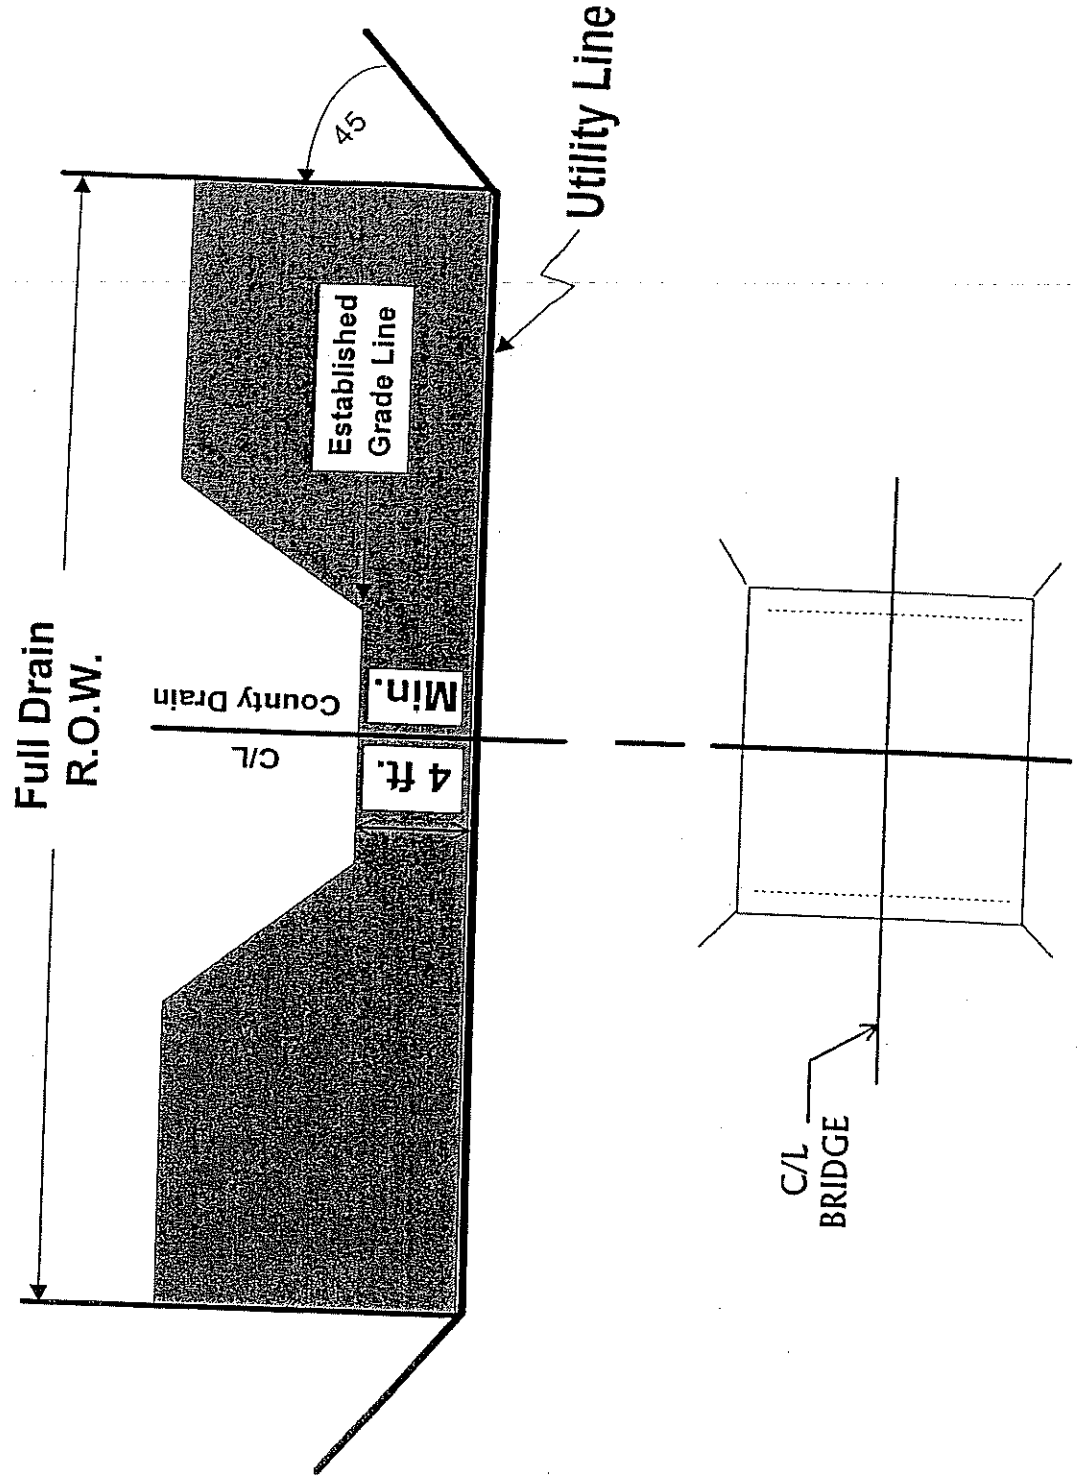 Full Drain
R.O.W.
45
Established
Grade Line
C/L
County Drain
4 ft.
Min.
Utility Line
C/L
BRIDGE